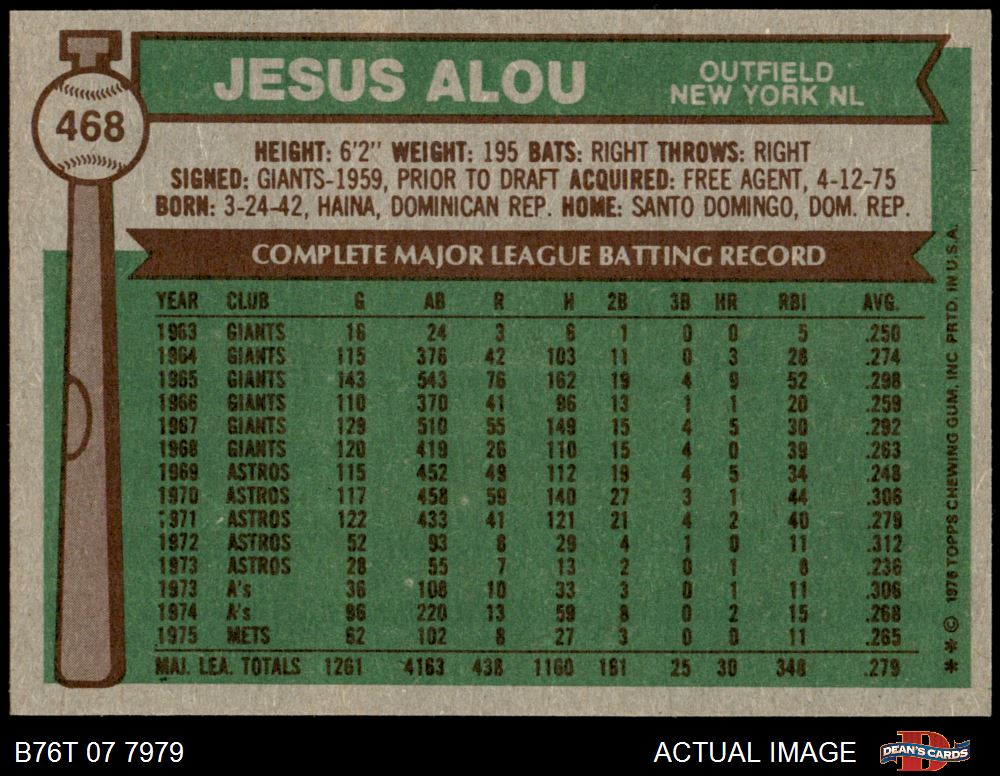 JESUS ALOU
OUTFIELD
NEW YORK NL
468
HEIGHT: 6'2" WEIGHT: 195 BATS: RIGHT THROWS: RIGHT
SIGNED: GIANTS-1959, PRIOR TO DRAFT ACQUIRED: FREE AGENT, 4-12-75
BORN: 3-24-42, HAINA, DOMINICAN REP. HOME: SANTO DOMINGO, DOM. REP.
COMPLETE MAJOR LEAGUE BATTING RECORD
YEAR CLUB G AB R H 2B 3B HR RBI AVG.
1963 GIANTS 16 24 3 6 1 0 0 5 .250
1964 GIANTS 115 376 42 103 11 0 3 28 .274
1965 GIANTS 143 543 76 162 19 4 9 52 .298
1966 GIANTS 110 370 41 96 13 1 1 20 .259
1967 GIANTS 129 510 55 149 15 4 5 30 .292
1968 GIANTS 120 419 26 110 15 4 0 39 .263
1969 ASTROS 115 452 49 112 19 4 5 34 .248
1970 ASTROS 117 458 59 140 27 3 1 44 .306
1971 ASTROS 122 433 41 121 21 4 2 40 .279
1972 ASTROS 52 93 8 29 4 1 0 11 .312
1973 ASTROS 28 55 7 13 2 0 1 8 .236
1973 A's 36 108 10 33 3 0 1 11 .306
1974 A's 96 220 13 59 8 0 2 15 .268
1975 METS 62 102 8 27 3 0 0 11 .265
MAJ. LEA. TOTALS 1261 4163 438 1160 161 25 30 348 .279
* * © 1976 TOPPS CHEWING GUM, INC PRTD. IN U.S.A.
B76T 07 7979
ACTUAL IMAGE
D
DEAN'S CARDS